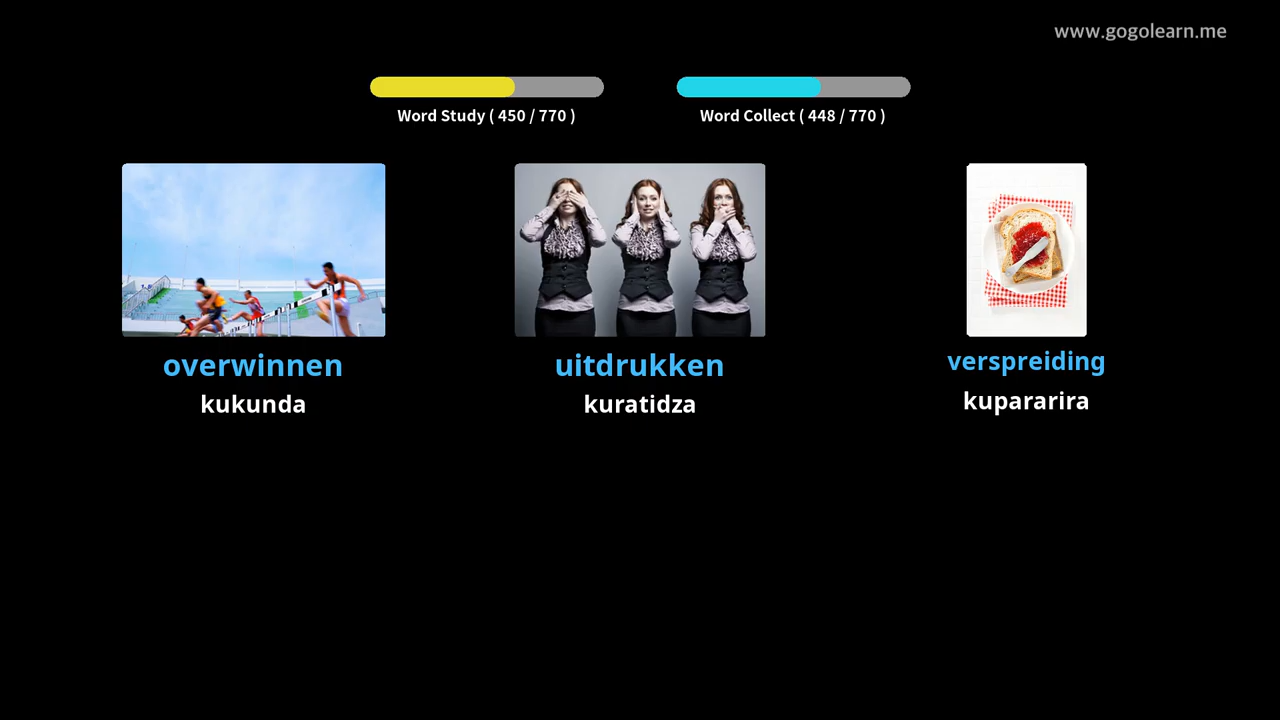 www.gogolearn.me
Word Study ( 450 / 770 )
Word Collect ( 448 / 770 )
overwinnen
kukunda
uitdrukken
kuratidza
verspreiding
kupararira